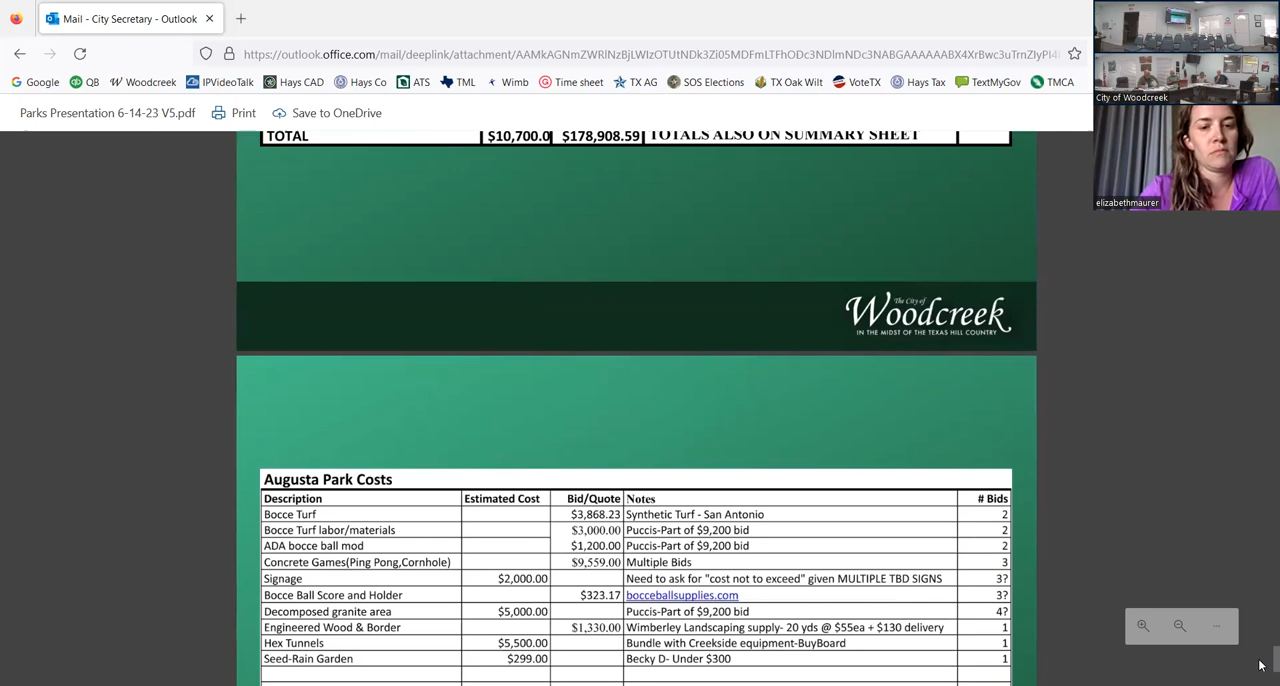 Mail - City Secretary - Outlook
https://outlook.office.com/mail/deeplink/attachment/
Google QB Woodcreek IPVideoTalk Hays CAD Hays Co ATS TML Vimb Time sheet TX AG SOS Elections TX Oak Wilt VoteTX Hays Tax TextMyGov TMCA
City of Woodcreek
Parks Presentation 6-14-23 V5.pdf Print Save to OneDrive
TOTAL $10,700.0 $178,908.59 TOTALS ALSO ON SUMMARY SHEET
elizabethmaurer
The City of
Woodcreek
IN THE MIDST OF THE TEXAS HILL COUNTRY
Augusta Park Costs
Description Estimated Cost Bid/Quote Notes # Bids
Bocce Turf $3,868.23 Synthetic Turf - San Antonio 2
Bocce Turf labor/materials $3,000.00 Puccis-Part of $9,200 bid 2
ADA bocce ball mod $1,200.00 Puccis-Part of $9,200 bid 2
Concrete Games(Ping Pong,Cornhole) $9,559.00 Multiple Bids 3
Signage $2,000.00 Need to ask for "cost not to exceed" given MULTIPLE TBD SIGNS 3?
Bocce Ball Score and Holder $323.17 bocceballsupplies.com 3?
Decomposed granite area $5,000.00 Puccis-Part of $9,200 bid 4?
Engineered Wood & Border $1,330.00 Wimberley Landscaping supply- 20 yds @ $55ea + $130 delivery 1
Hex Tunnels $5,500.00 Bundle with Creekside equipment-BuyBoard 1
Seed-Rain Garden $299.00 Becky D- Under $300 1